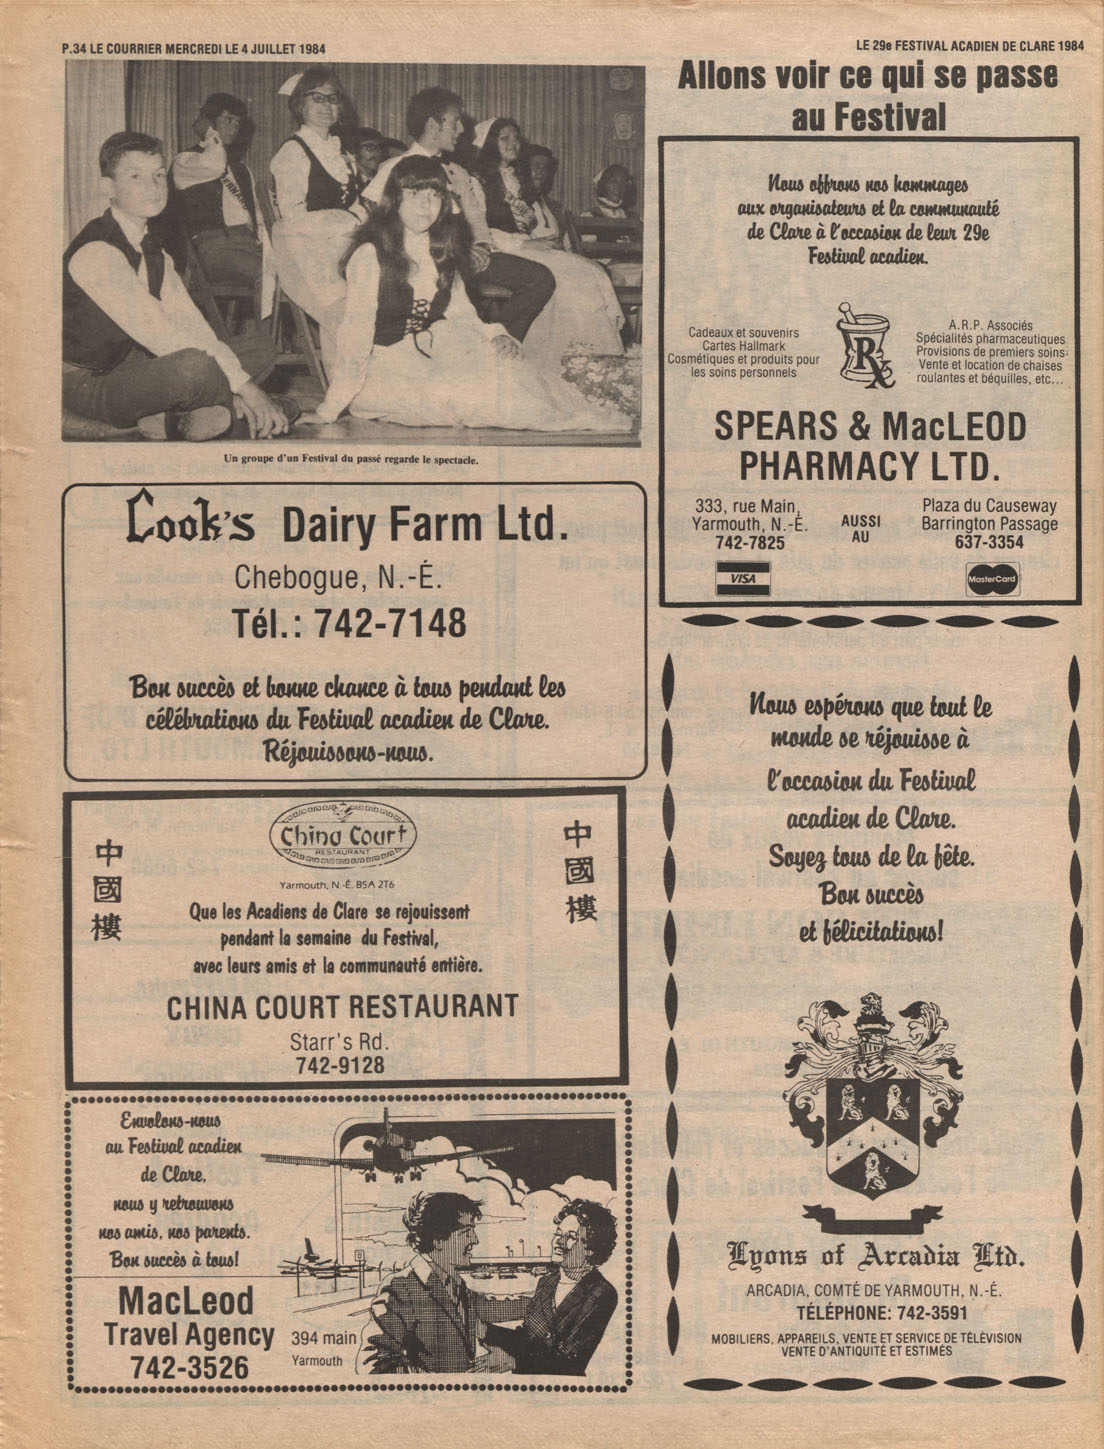 P.34 LE COURRIER MERCREDI LE 4 JUILLET 1984
LE 29e FESTIVAL ACADIEN DE CLARE 1984
Un groupe d'un Festival du passé regarde le spectacle.
Allons voir ce qui se passe
au Festival
Nous offrons nos hommages
aux organisateurs et la communauté
de Clare à l'occasion de leur 29e
Festival acadien.
Cadeaux et souvenirs
Cartes Hallmark
Cosmétiques et produits pour
les soins personnels
Rx
A.R.P. Associés
Spécialités pharmaceutiques
Provisions de premiers soins:
Vente et location de chaises
roulantes et béquilles, etc...
SPEARS & MacLEOD
PHARMACY LTD.
333, rue Main,
Yarmouth, N.-É.
742-7825
AUSSI
AU
Plaza du Causeway
Barrington Passage
637-3354
VISA
MasterCard
Cook's Dairy Farm Ltd.
Chebogue, N.-É.
Tél.: 742-7148
Bon succès et bonne chance à tous pendant les
célébrations du Festival acadien de Clare.
Réjouissons-nous.
中國樓
China Court
RESTAURANT
中國樓
Yarmouth, N.-É. B5A 2T6
Que les Acadiens de Clare se rejouissent
pendant la semaine du Festival,
avec leurs amis et la communauté entière.
CHINA COURT RESTAURANT
Starr's Rd.
742-9128
Envolons-nous
au Festival acadien
de Clare,
nous y retrouvons
nos amis, nos parents.
Bon succès à tous!
MacLeod
Travel Agency
742-3526
394 main
Yarmouth
Nous espérons que tout le
monde se réjouisse à
l'occasion du Festival
acadien de Clare.
Soyez tous de la fête.
Bon succès
et félicitations!
Lyons of Arcadia Ltd.
ARCADIA, COMTÉ DE YARMOUTH, N.-É.
TÉLÉPHONE: 742-3591
MOBILIERS, APPAREILS, VENTE ET SERVICE DE TÉLÉVISION
VENTE D'ANTIQUITÉ ET ESTIMÉS